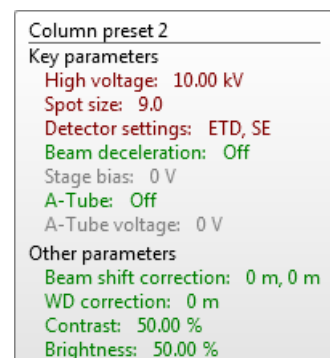 Column preset 2
Key parameters
High voltage: 10.00 kV
Spot size: 9.0
Detector settings: ETD, SE
Beam deceleration: Off
Stage bias: 0 V
A-Tube: Off
A-Tube voltage: 0 V
Other parameters
Beam shift correction: 0 m, 0 m
WD correction: 0 m
Contrast: 50.00 %
Brightness: 50.00 %